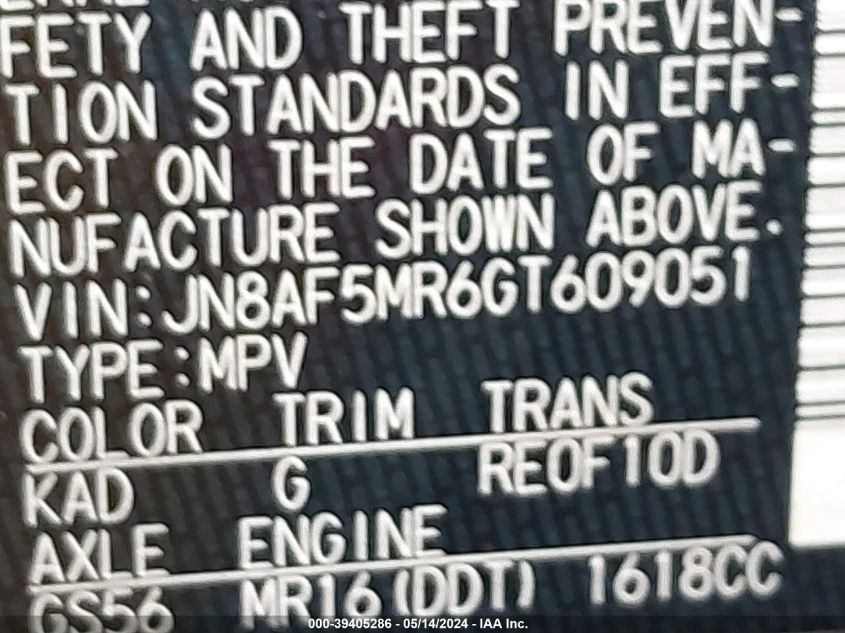 FETY AND THEFT PREVEN-
TION STANDARDS IN EFF-
ECT ON THE DATE OF MA-
NUFACTURE SHOWN ABOVE.
VIN:JN8AF5MR6GT609051
TYPE:MPV
COLOR TRIM TRANS
KAD G RE0F10D
AXLE ENGINE
GS56 MR16(DDT) 1618CC
000-39405286 - 05/14/2024 - IAA Inc.